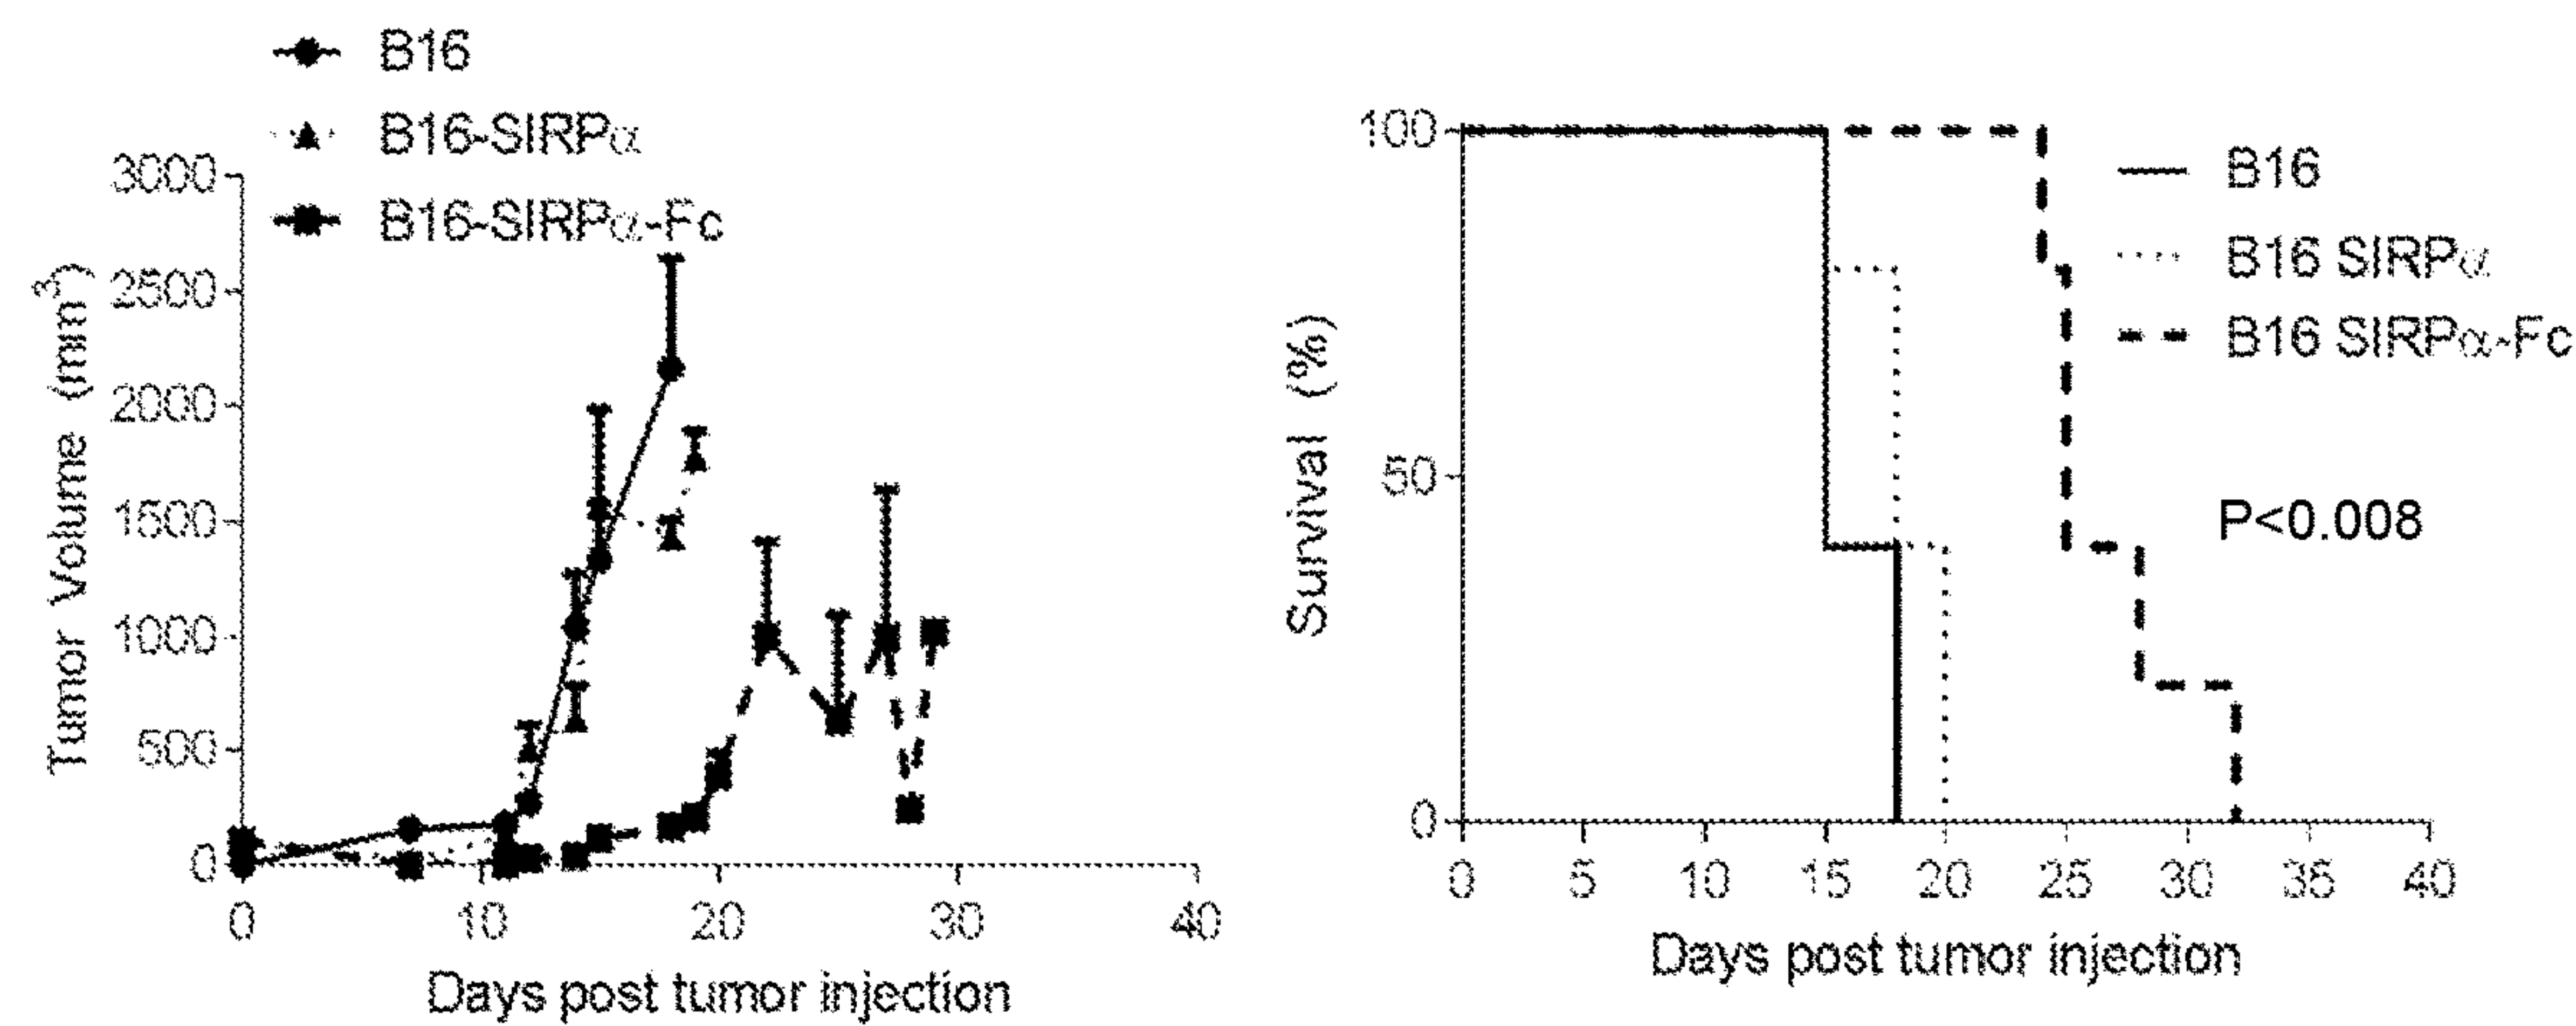 B16
B16-SIRPα
B16-SIRPα-Fc
Tumor Volume (mm³)
3000
2500
2000
1500
1000
500
0
0 10 20 30 40
Days post tumor injection
Survival (%)
100
50
0
B16
B16 SIRPα
B16 SIRPα-Fc
P<0.008
0 5 10 15 20 25 30 35 40
Days post tumor injection